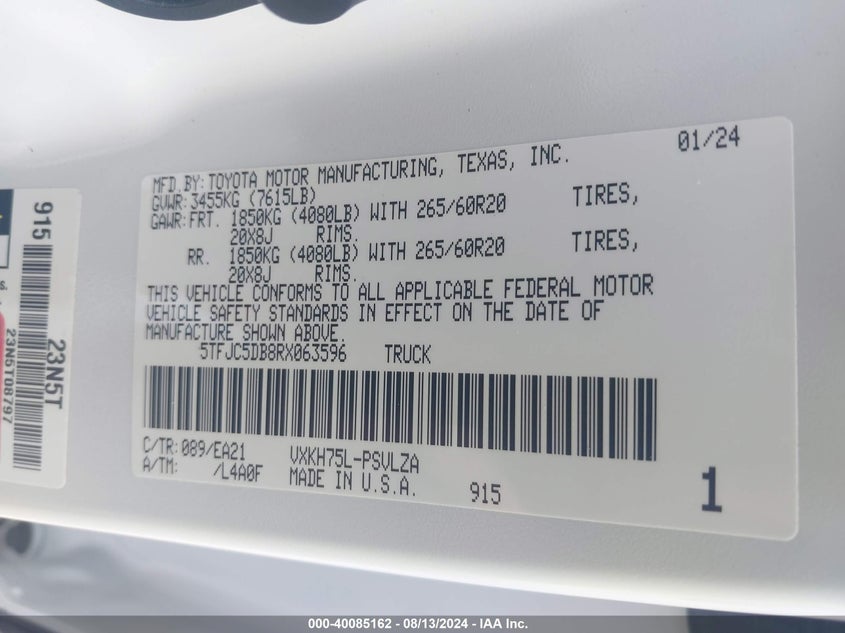 01/24
MFD.BY:TOYOTA MOTOR MANUFACTURING, TEXAS, INC.
GVWR:3455KG (7615LB)
GAWR:FRT. 1850KG (4080LB) WITH 265/60R20 TIRES,
20X8J RIMS.
RR. 1850KG (4080LB) WITH 265/60R20 TIRES,
20X8J RIMS.
THIS VEHICLE CONFORMS TO ALL APPLICABLE FEDERAL MOTOR
VEHICLE SAFETY STANDARDS IN EFFECT ON THE DATE OF
MANUFACTURE SHOWN ABOVE.
5TFJC5DB8RX063596 TRUCK
C/TR:089/EA21 VXKH75L-PSVLZA
A/TM: /L4A0F MADE IN U.S.A. 915 1
915
23N5T
23N5T08797
000-40085162 - 08/13/2024 - IAA Inc.